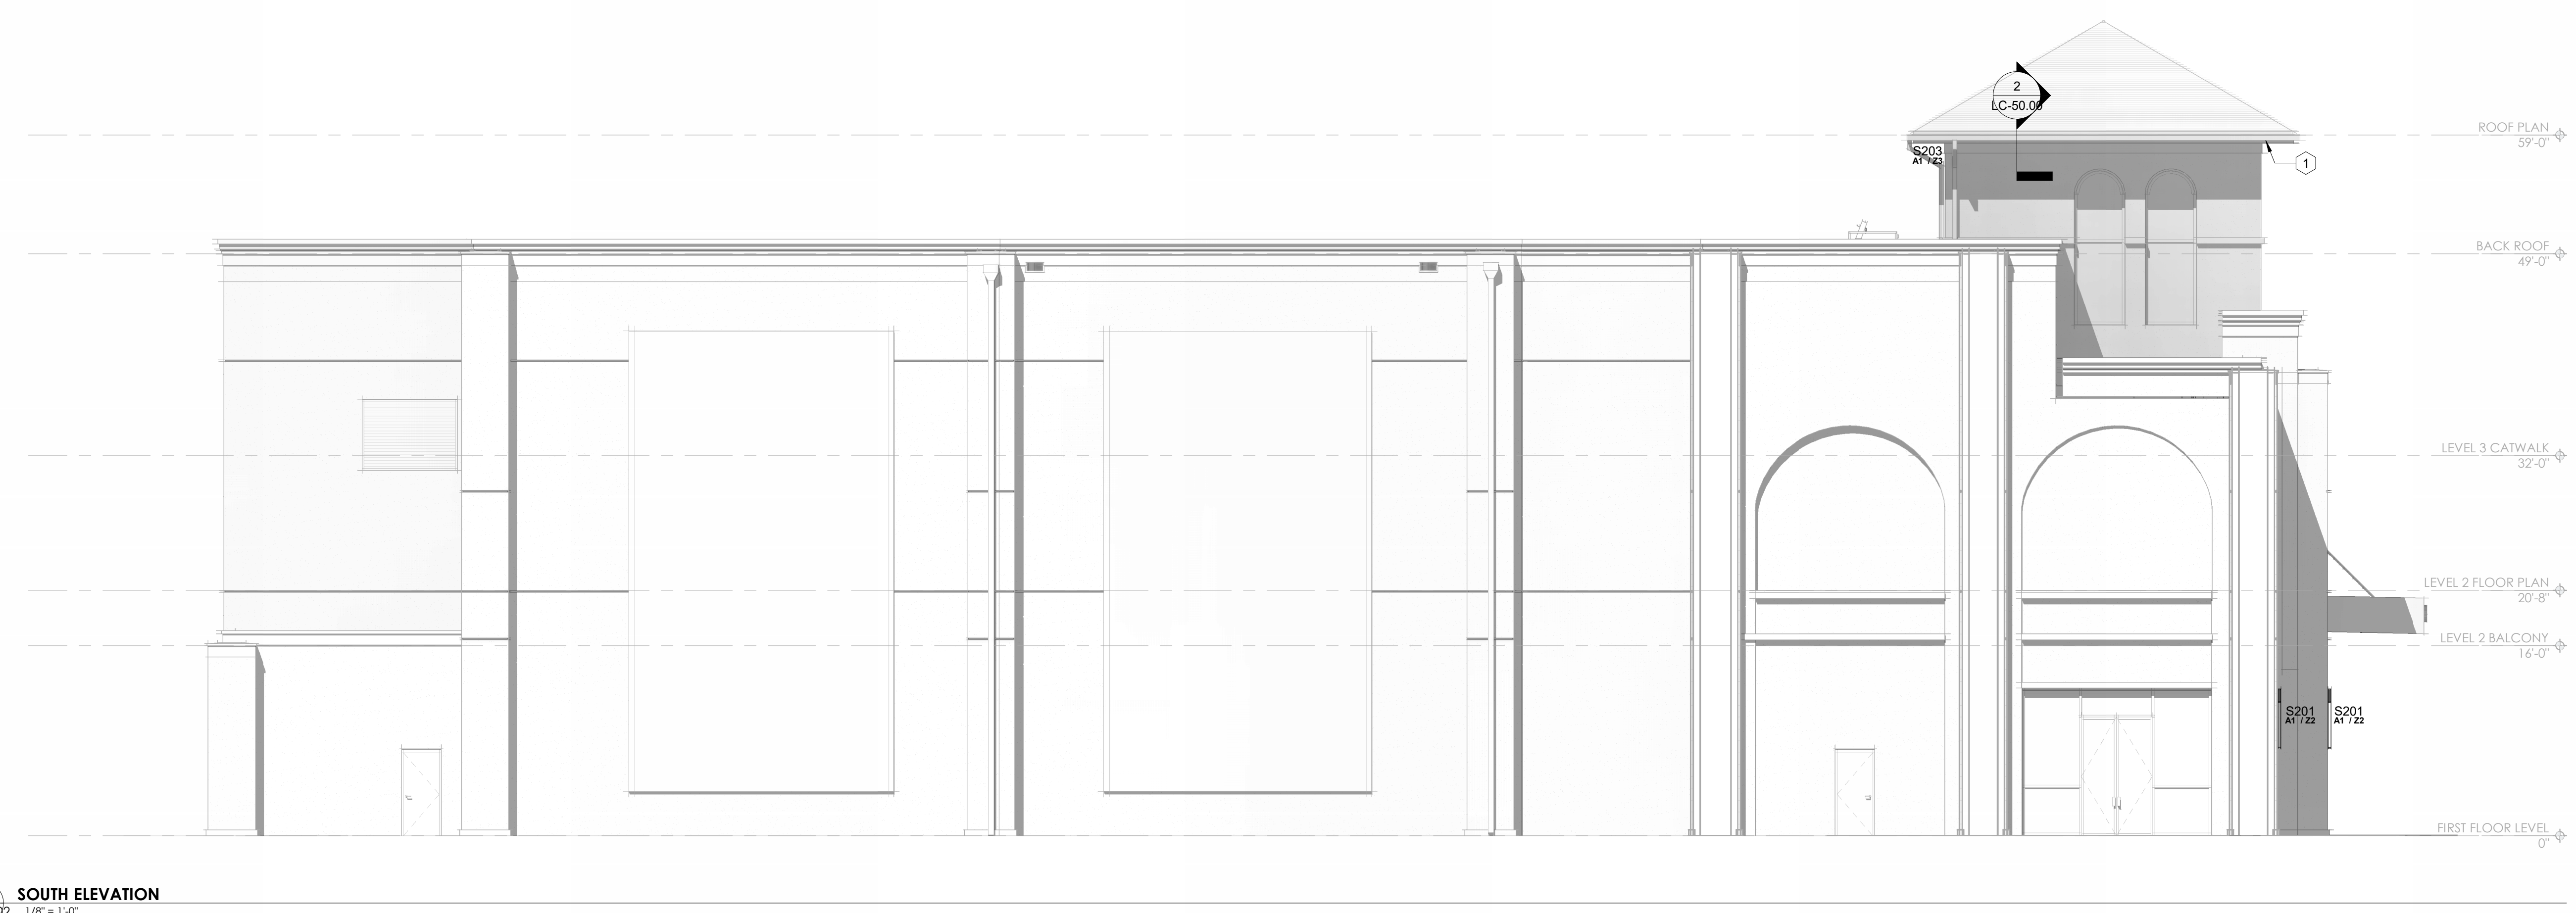 2
LC-50.00
ROOF PLAN
59'-0"
S203
A1 / Z3
1
BACK ROOF
49'-0"
LEVEL 3 CATWALK
32'-0"
LEVEL 2 FLOOR PLAN
20'-8"
LEVEL 2 BALCONY
16'-0"
S201
A1 / Z2
S201
A1 / Z2
FIRST FLOOR LEVEL
0"
SOUTH ELEVATION
1/8" = 1'-0"